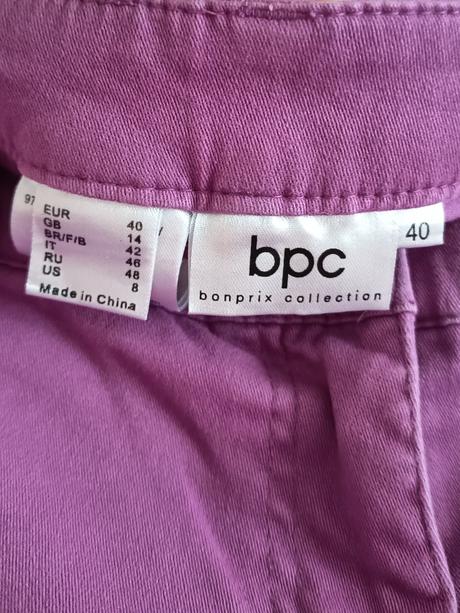 97
EUR 40
GB 14
BR/F/B 42
IT 46
RU 48
US 8
Made in China
bpc
bonprix collection
40